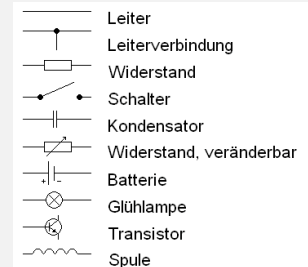 Leiter
Leiterverbindung
Widerstand
Schalter
Kondensator
Widerstand, veränderbar
Batterie
+ -
Glühlampe
Transistor
Spule